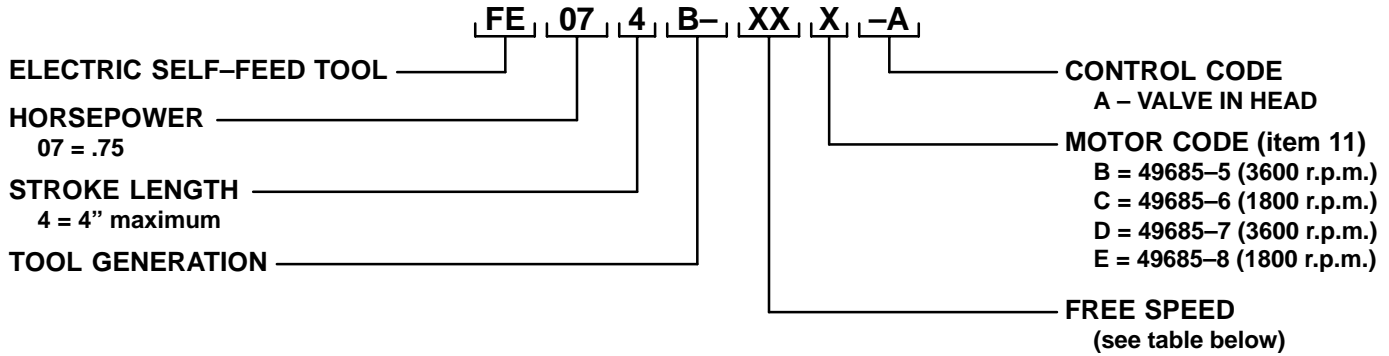 FE 07 4 B– XX X –A
ELECTRIC SELF–FEED TOOL
HORSEPOWER
07 = .75
STROKE LENGTH
4 = 4” maximum
TOOL GENERATION
CONTROL CODE
A – VALVE IN HEAD
MOTOR CODE (item 11)
B = 49685–5 (3600 r.p.m.)
C = 49685–6 (1800 r.p.m.)
D = 49685–7 (3600 r.p.m.)
E = 49685–8 (1800 r.p.m.)
FREE SPEED
(see table below)